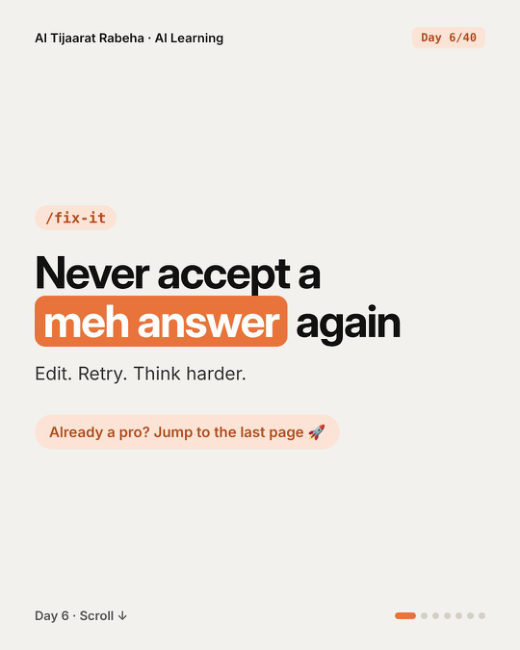 Al Tijaarat Rabeha · AI Learning
Day 6/40
/fix-it
Never accept a
meh answer again
Edit. Retry. Think harder.
Already a pro? Jump to the last page 🚀
Day 6 · Scroll ↓